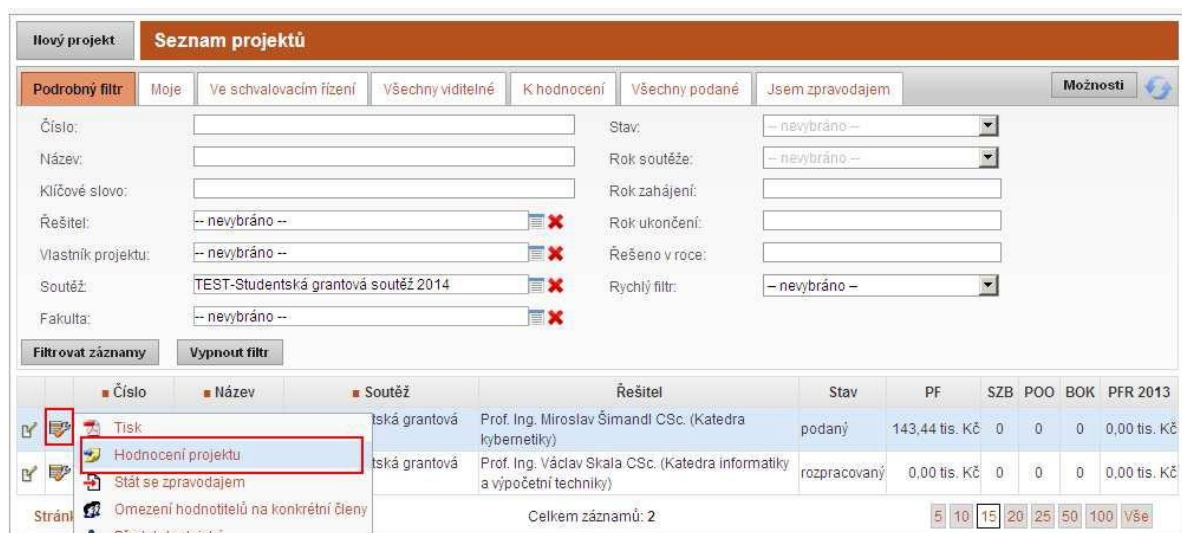 Nový projekt Seznam projektů
Podrobný filtr Moje Ve schvalovacím řízení Všechny viditelné K hodnocení Všechny podané Jsem zpravodajem Možnosti
Číslo: Stav: -- nevybráno --
Název: Rok soutěže: -- nevybráno --
Klíčové slovo: Rok zahájení:
Řešitel: -- nevybráno -- Rok ukončení:
Vlastník projektu: -- nevybráno -- Řešeno v roce:
Soutěž: TEST-Studentská grantová soutěž 2014 Rychlý filtr: -- nevybráno --
Fakulta: -- nevybráno --
Filtrovat záznamy Vypnout filtr
Číslo Název Soutěž Řešitel Stav PF SZB POO BOK PFR 2013
Tisk tská grantová Prof. Ing. Miroslav Šimandl CSc. (Katedra kybernetiky) podaný 143,44 tis. Kč 0 0 0 0,00 tis. Kč
Hodnocení projektu
Stát se zpravodajem tská grantová Prof. Ing. Václav Skala CSc. (Katedra informatiky a výpočetní techniky) rozpracovaný 0,00 tis. Kč 0 0 0 0,00 tis. Kč
Omezení hodnotitelů na konkrétní členy
Stránk Celkem záznamů: 2 5 10 15 20 25 50 100 Vše